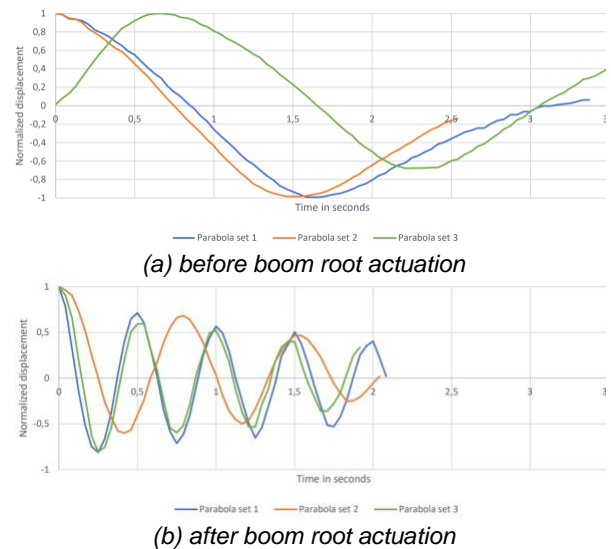 1
0,8
0,6
0,4
0,2
0
-0,2
-0,4
-0,6
-0,8
-1
Normalized displacement
0 0,5 1 1,5 2 2,5 3 3,5
Time in seconds
Parabola set 1 Parabola set 2 Parabola set 3
(a) before boom root actuation
1
0,5
0
-0,5
-1
Normalized displacement
0 0,5 1 1,5 2 2,5 3 3,5
Time in seconds
Parabola set 1 Parabola set 2 Parabola set 3
(b) after boom root actuation